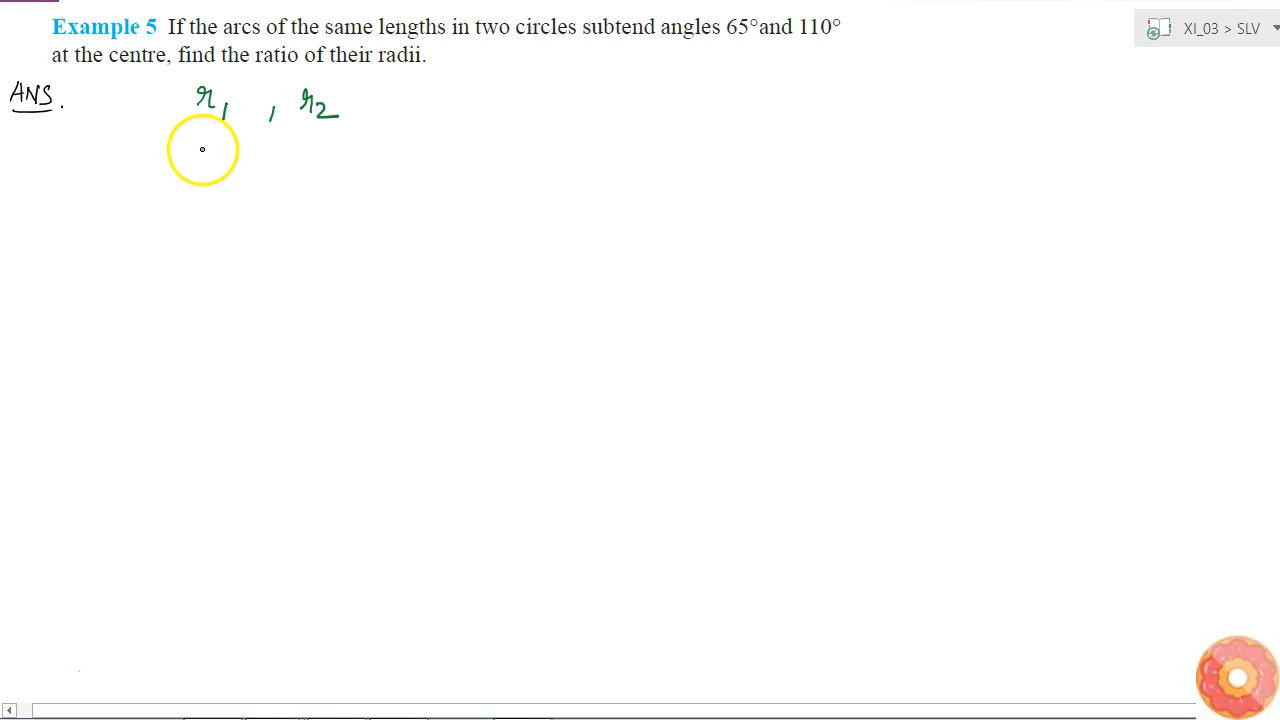 Example 5 If the arcs of the same lengths in two circles subtend angles 65°and 110°
at the centre, find the ratio of their radii.
XI_03 > SLV
ANS.
r1 , r2